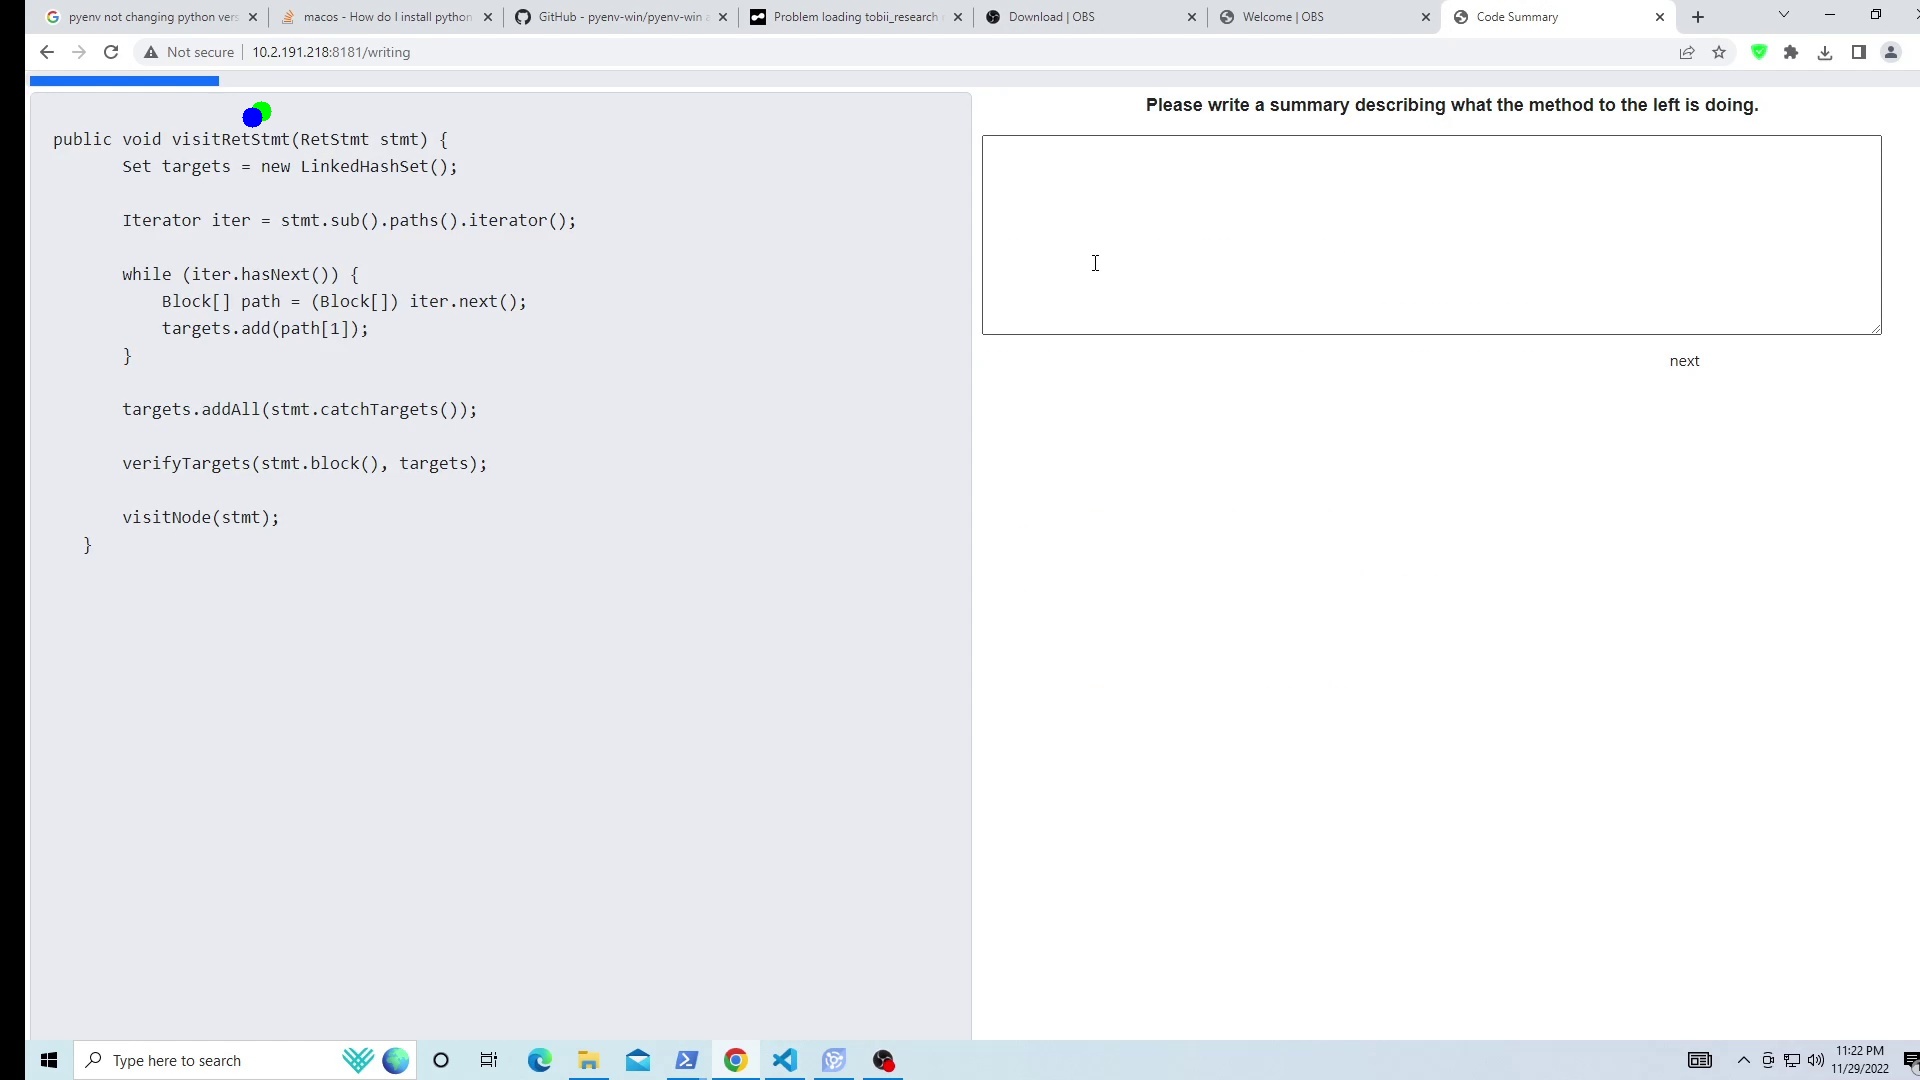 pyenv not changing python vers
macos - How do I install python
GitHub - pyenv-win/pyenv-win
Problem loading tobii_research
Download | OBS
Welcome | OBS
Code Summary
Not secure
10.2.191.218:8181/writing
public void visitRetStmt(RetStmt stmt) {
Set targets = new LinkedHashSet();
Iterator iter = stmt.sub().paths().iterator();
while (iter.hasNext()) {
Block[] path = (Block[]) iter.next();
targets.add(path[1]);
}
targets.addAll(stmt.catchTargets());
verifyTargets(stmt.block(), targets);
visitNode(stmt);
}
Please write a summary describing what the method to the left is doing.
next
Type here to search
11:22 PM
11/29/2022